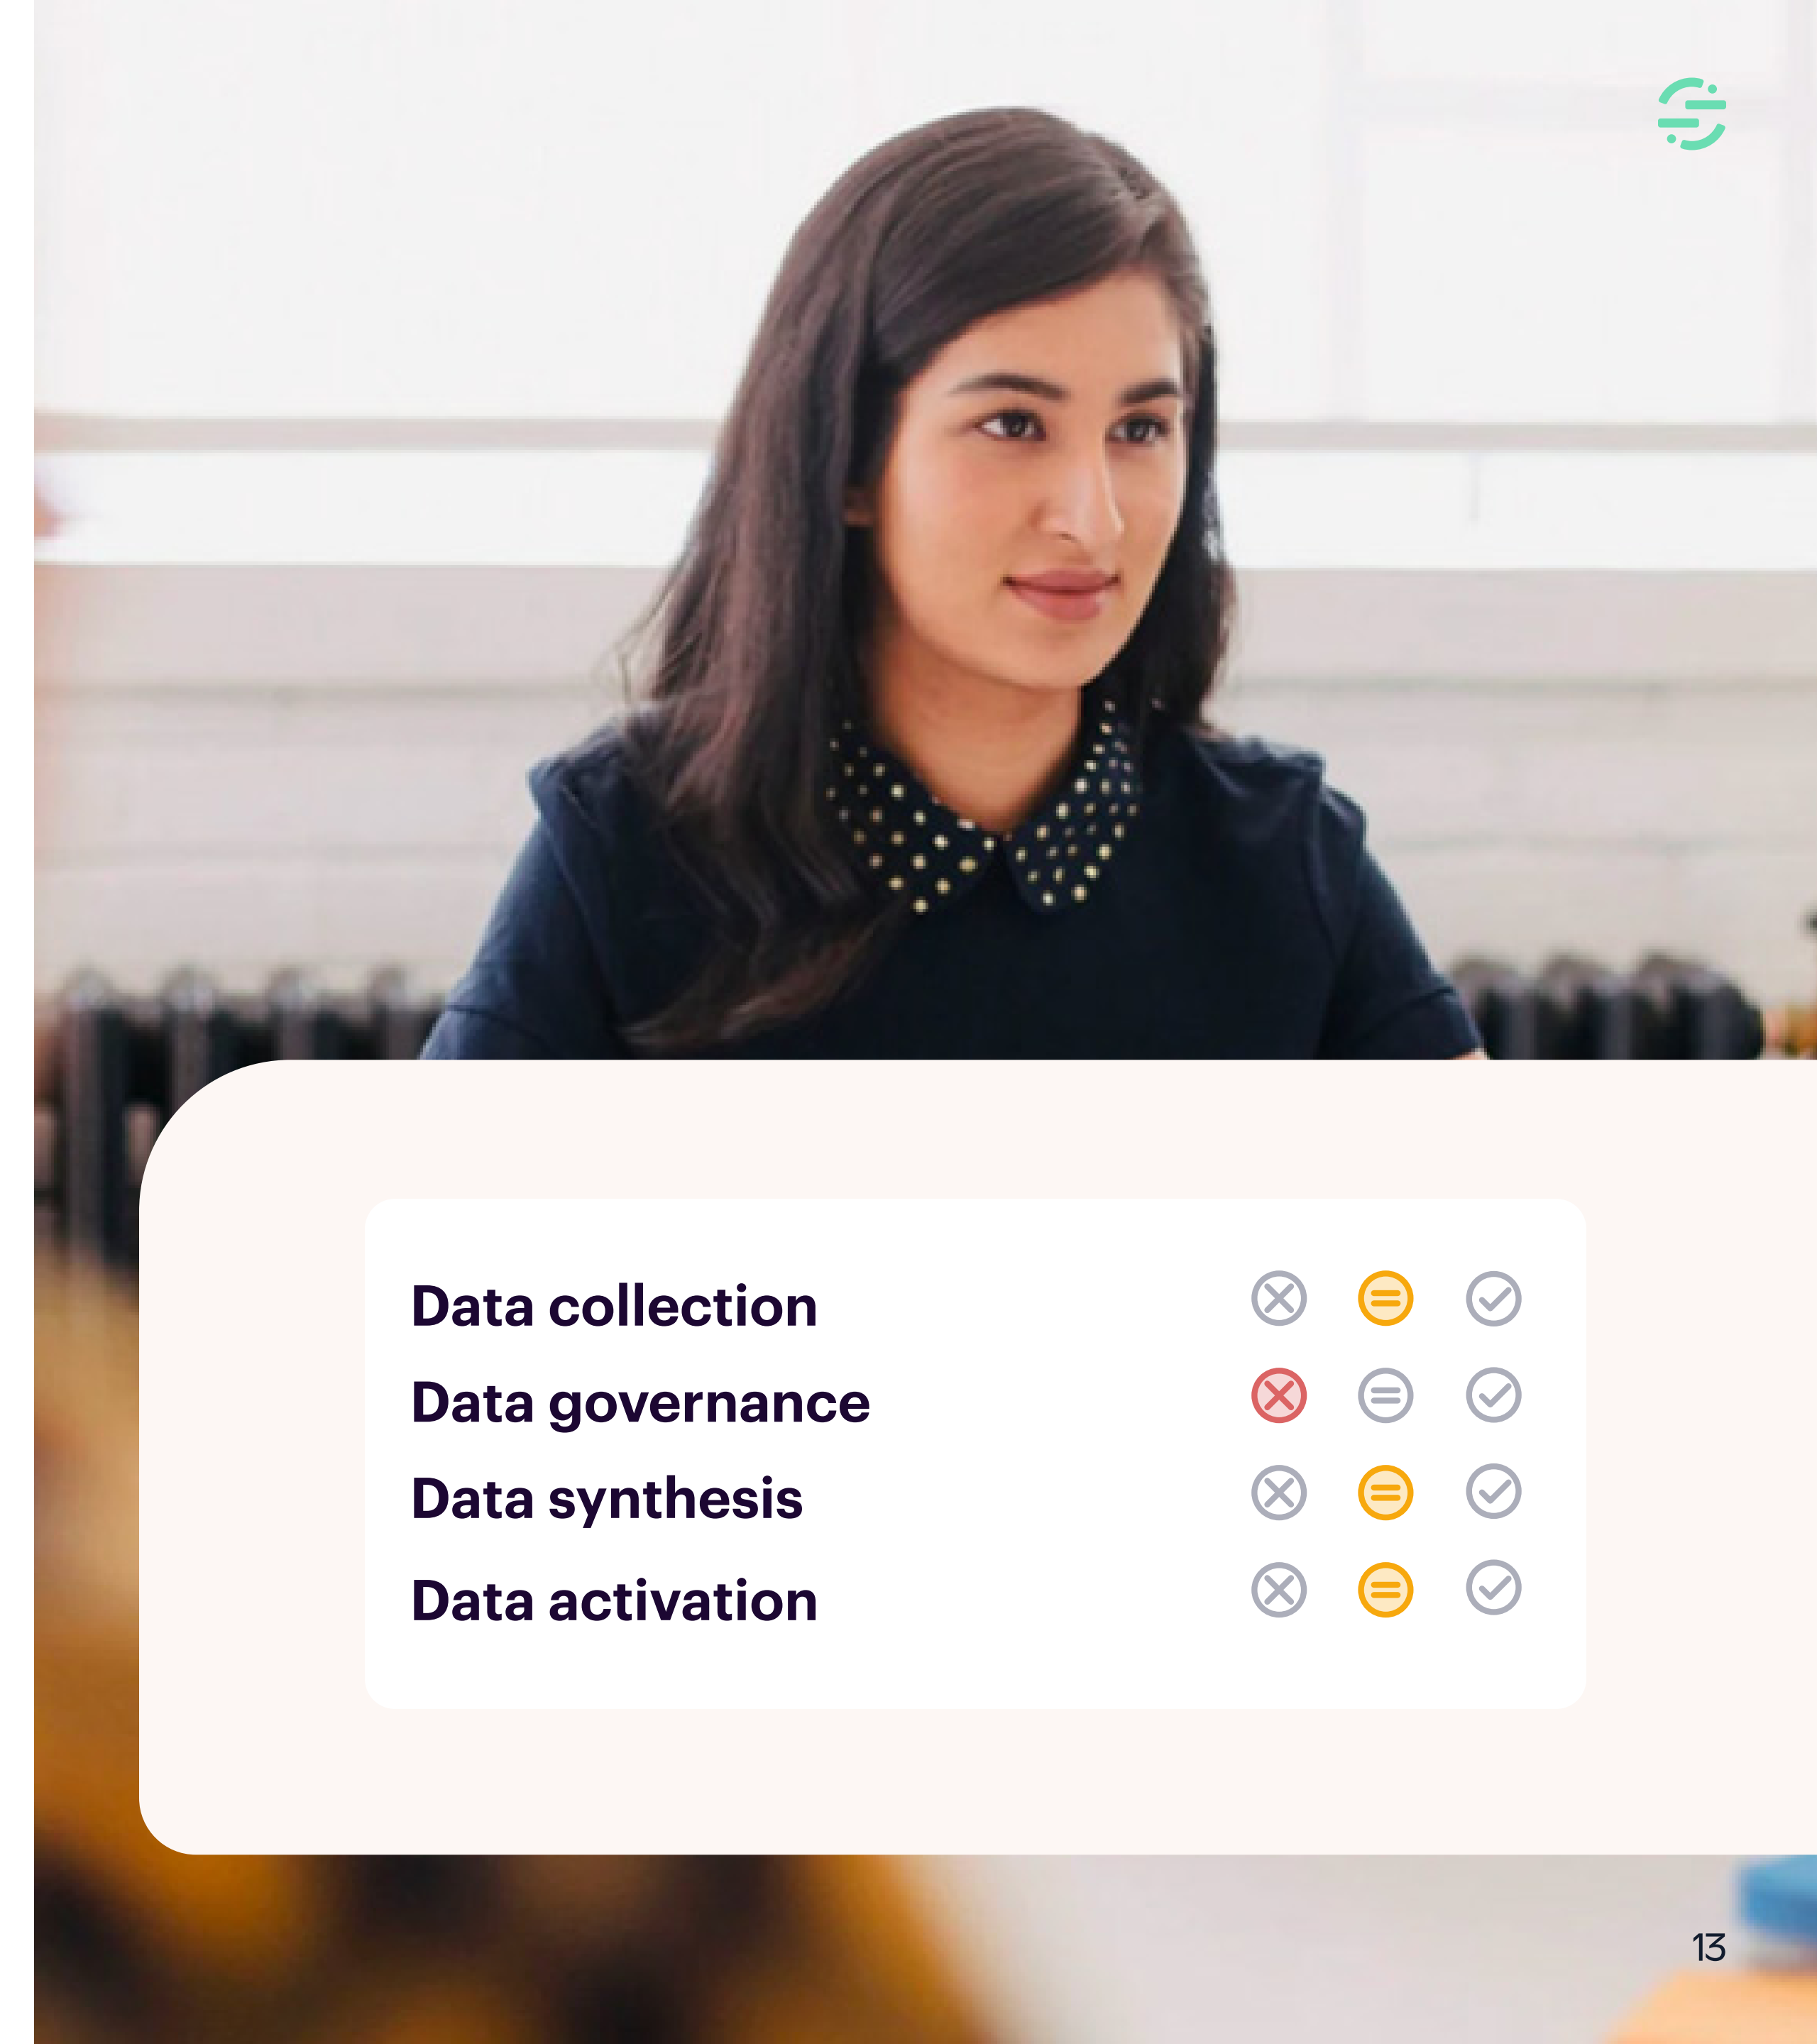 Data collection
Data governance
Data synthesis
Data activation
13